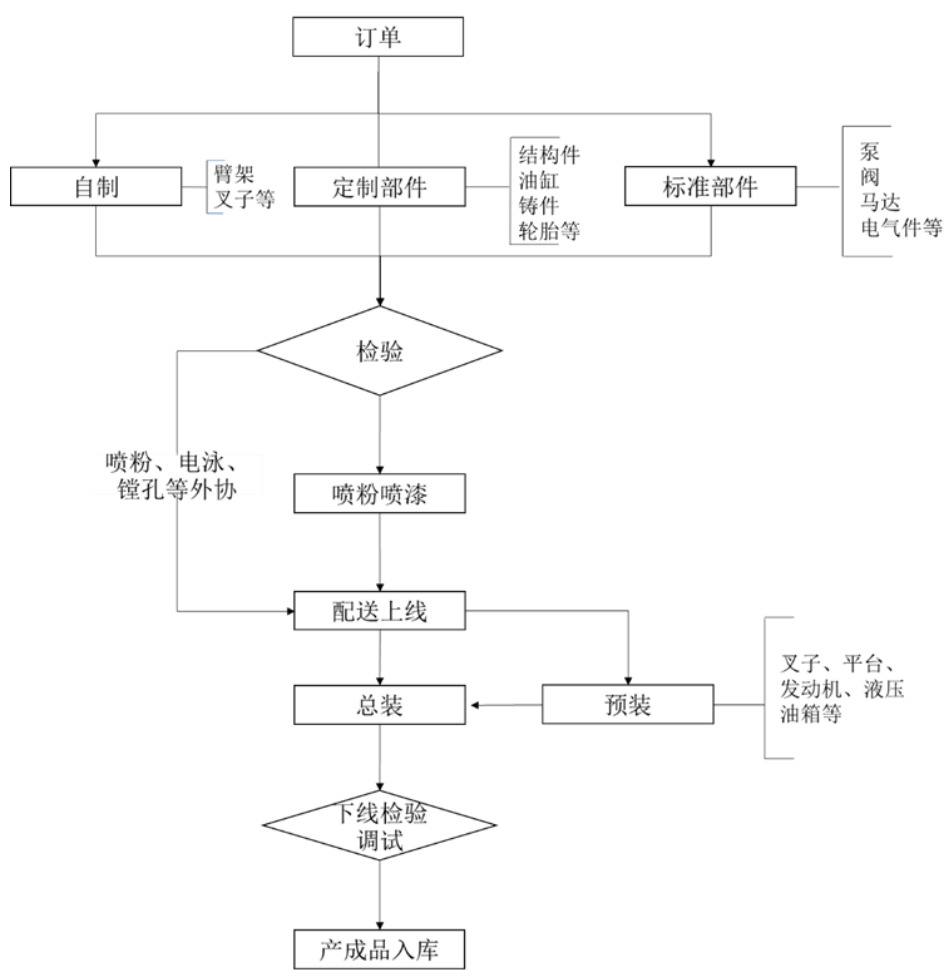 订单
自制
臂架
叉子等
定制部件
结构件
油缸
铸件
轮胎等
标准部件
泵
阀
马达
电气件等
检验
喷粉、电泳、
镗孔等外协
喷粉喷漆
配送上线
总装
预装
叉子、平台、
发动机、液压
油箱等
下线检验
调试
产成品入库